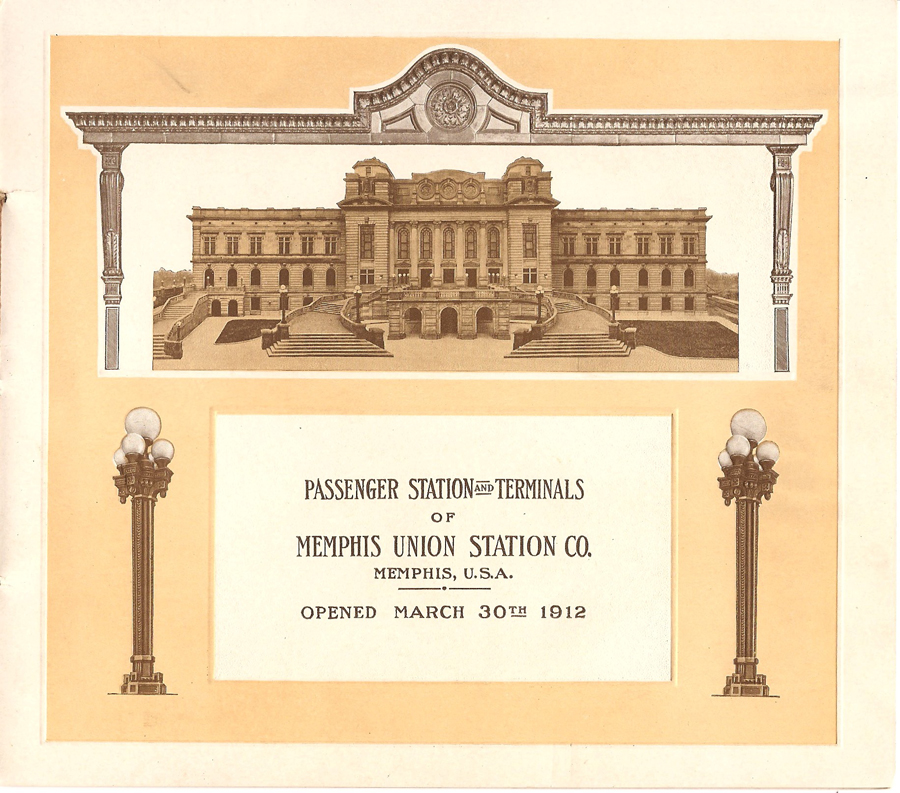 PASSENGER STATION AND TERMINALS
OF
MEMPHIS UNION STATION CO.
MEMPHIS, U.S.A.
OPENED MARCH 30TH 1912